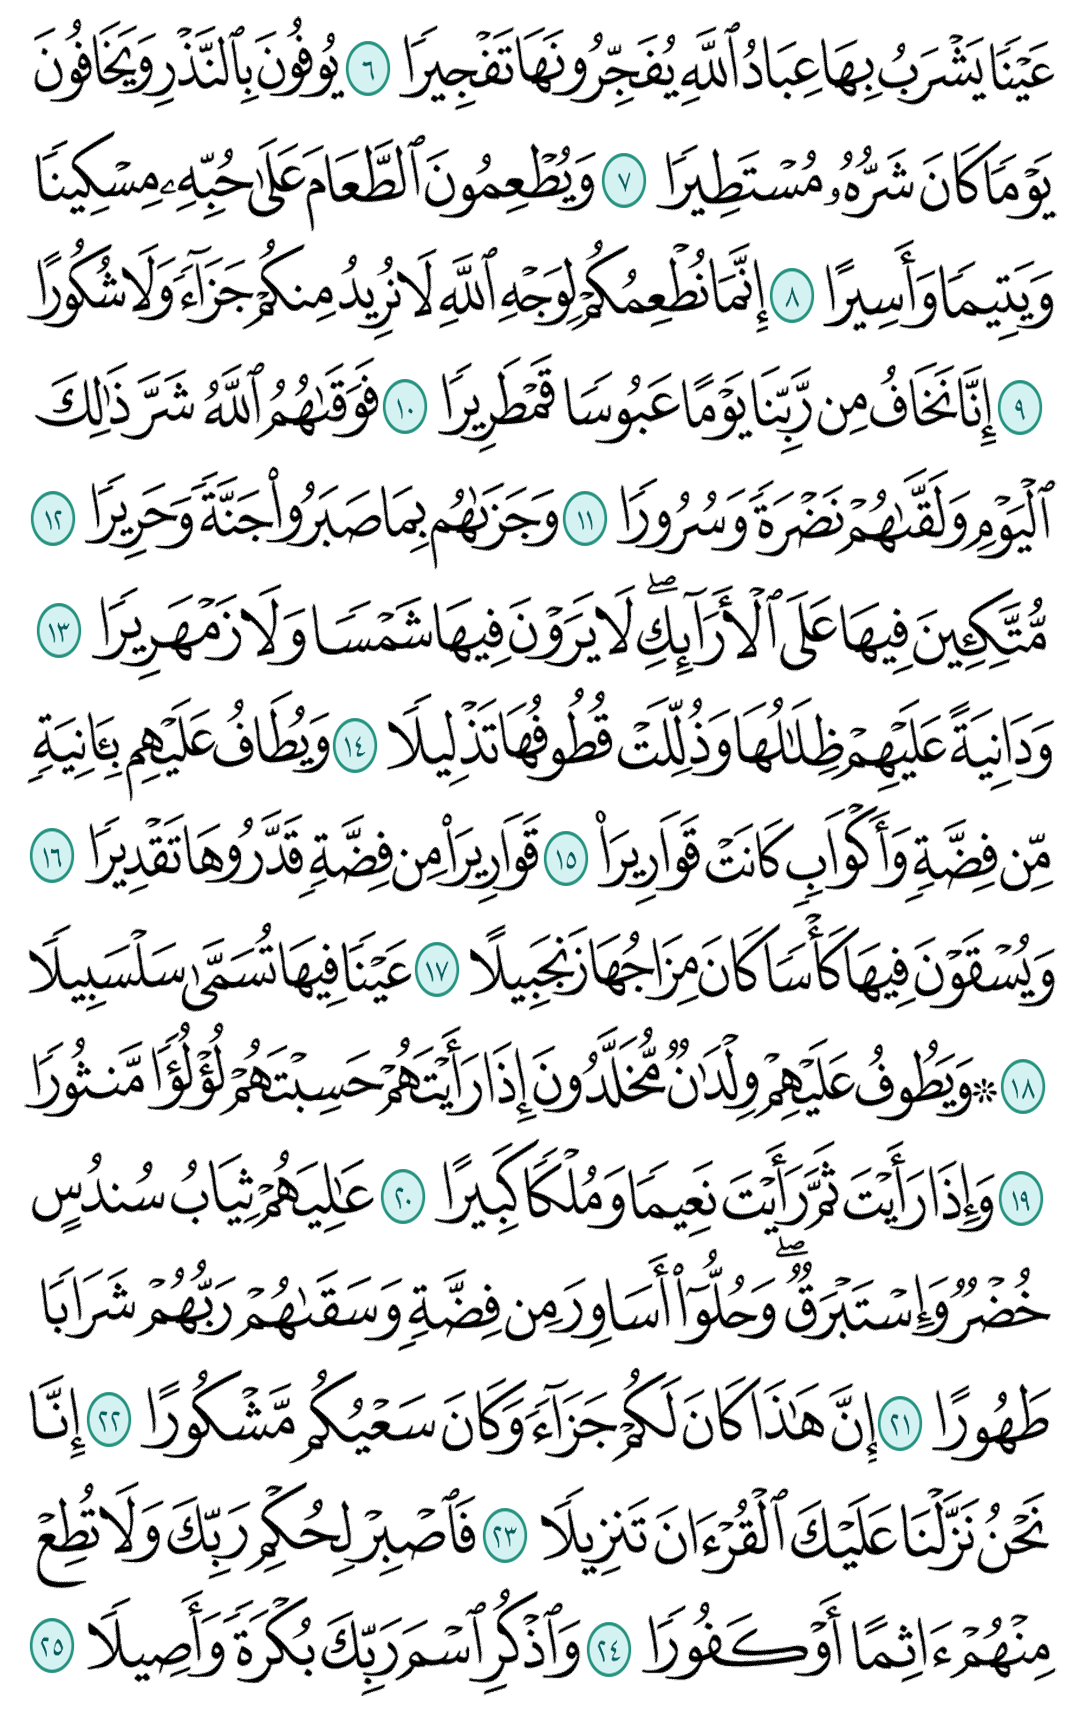 عَيۡنٗا يَشۡرَبُ بِهَا عِبَادُ ٱللَّهِ يُفَجِّرُونَهَا تَفۡجِيرٗا ٦ يُوفُونَ بِٱلنَّذۡرِ وَيَخَافُونَ
يَوۡمٗا كَانَ شَرُّهُۥ مُسۡتَطِيرٗا ٧ وَيُطۡعِمُونَ ٱلطَّعَامَ عَلَىٰ حُبِّهِۦ مِسۡكِينٗا
وَيَتِيمٗا وَأَسِيرًا ٨ إِنَّمَا نُطۡعِمُكُمۡ لِوَجۡهِ ٱللَّهِ لَا نُرِيدُ مِنكُمۡ جَزَآءٗ وَلَا شُكُورًا
٩ إِنَّا نَخَافُ مِن رَّبِّنَا يَوۡمًا عَبُوسٗا قَمۡطَرِيرٗا ١٠ فَوَقَىٰهُمُ ٱللَّهُ شَرَّ ذَٰلِكَ
ٱلۡيَوۡمِ وَلَقَّىٰهُمۡ نَضۡرَةٗ وَسُرُورٗا ١١ وَجَزَىٰهُم بِمَا صَبَرُواْ جَنَّةٗ وَحَرِيرٗا ١٢
مُّتَّكِـِٔينَ فِيهَا عَلَى ٱلۡأَرَآئِكِۖ لَا يَرَوۡنَ فِيهَا شَمۡسٗا وَلَا زَمۡهَرِيرٗا ١٣
وَدَانِيَةً عَلَيۡهِمۡ ظِلَٰلُهَا وَذُلِّلَتۡ قُطُوفُهَا تَذۡلِيلٗا ١٤ وَيُطَافُ عَلَيۡهِم بِـَٔانِيَةٖ
مِّن فِضَّةٖ وَأَكۡوَابٖ كَانَتۡ قَوَارِيرَا۠ ١٥ قَوَارِيرَاْ مِن فِضَّةٖ قَدَّرُوهَا تَقۡدِيرٗا ١٦
وَيُسۡقَوۡنَ فِيهَا كَأۡسٗا كَانَ مِزَاجُهَا زَنجَبِيلًا ١٧ عَيۡنٗا فِيهَا تُسَمَّىٰ سَلۡسَبِيلٗا
١٨ ۞وَيَطُوفُ عَلَيۡهِمۡ وِلۡدَٰنٞ مُّخَلَّدُونَ إِذَا رَأَيۡتَهُمۡ حَسِبۡتَهُمۡ لُؤۡلُؤٗا مَّنثُورٗا
١٩ وَإِذَا رَأَيۡتَ ثَمَّ رَأَيۡتَ نَعِيمٗا وَمُلۡكٗا كَبِيرًا ٢٠ عَٰلِيَهُمۡ ثِيَابُ سُندُسٍ
خُضۡرٞ وَإِسۡتَبۡرَقٞۖ وَحُلُّوٓاْ أَسَاوِرَ مِن فِضَّةٖ وَسَقَىٰهُمۡ رَبُّهُمۡ شَرَابٗا
طَهُورًا ٢١ إِنَّ هَٰذَا كَانَ لَكُمۡ جَزَآءٗ وَكَانَ سَعۡيُكُم مَّشۡكُورًا ٢٢ إِنَّا
نَحۡنُ نَزَّلۡنَا عَلَيۡكَ ٱلۡقُرۡءَانَ تَنزِيلٗا ٢٣ فَٱصۡبِرۡ لِحُكۡمِ رَبِّكَ وَلَا تُطِعۡ
مِنۡهُمۡ ءَاثِمًا أَوۡ كَفُورٗا ٢٤ وَٱذۡكُرِ ٱسۡمَ رَبِّكَ بُكۡرَةٗ وَأَصِيلٗا ٢٥